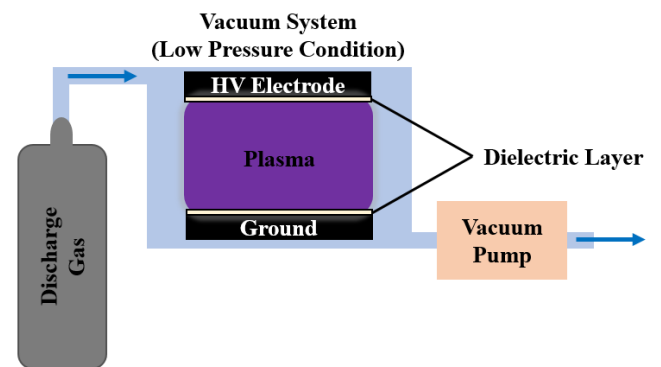 Vacuum System
(Low Pressure Condition)
HV Electrode
Plasma
Dielectric Layer
Ground
Vacuum
Pump
Discharge
Gas